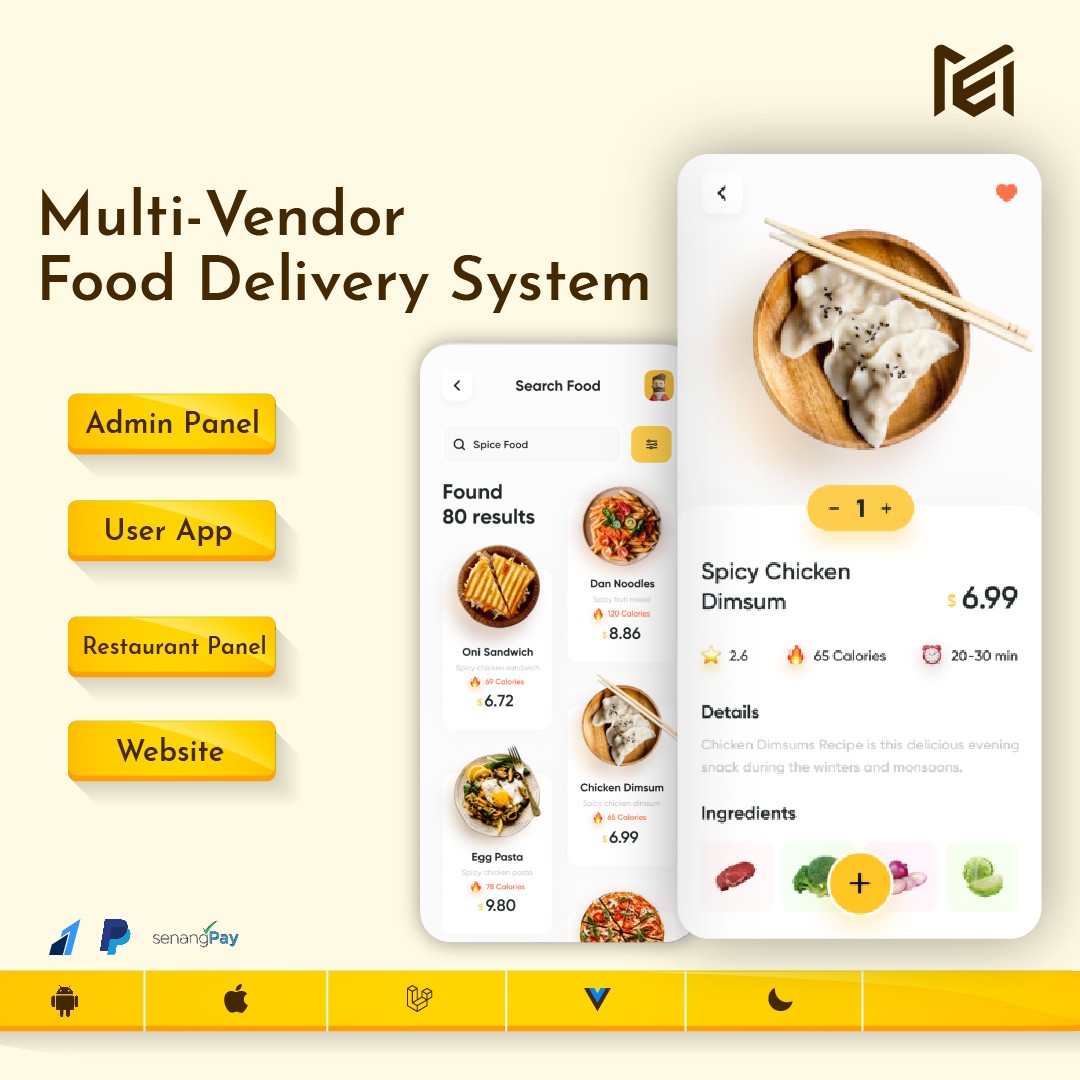 Multi-Vendor
Food Delivery System
Admin Panel
User App
Restaurant Panel
Website
Search Food
Spice Food
Found
80 results
Oni Sandwich
Spicy chicken sandwich
69 Calories
$6.72
Egg Pasta
Spicy chicken pasta
78 Calories
$9.80
Dan Noodles
Spicy fruti mixed
120 Calories
$8.86
Chicken Dimsum
Spicy chicken dimsum
65 Calories
$6.99
- 1 +
Spicy Chicken
Dimsum
$ 6.99
2.6
65 Calories
20-30 min
Details
Chicken Dimsums Recipe is this delicious evening
snack during the winters and monsoons.
Ingredients
+
senangPay